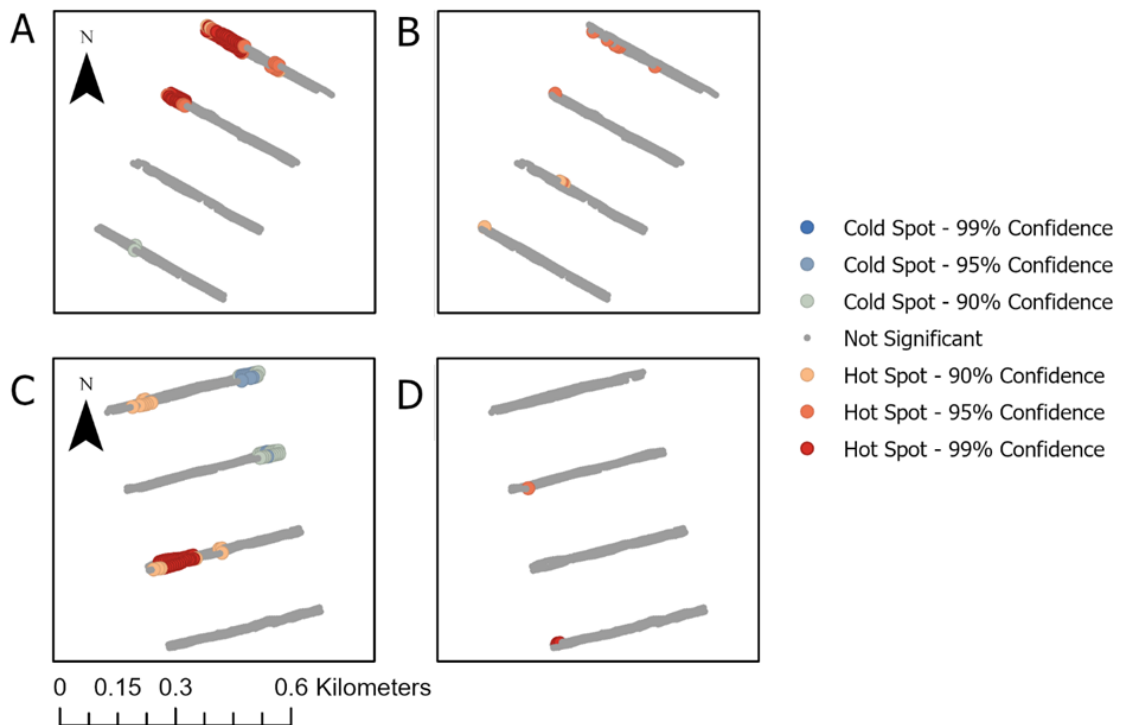 A
N
B
C
N
D
Cold Spot - 99% Confidence
Cold Spot - 95% Confidence
Cold Spot - 90% Confidence
Not Significant
Hot Spot - 90% Confidence
Hot Spot - 95% Confidence
Hot Spot - 99% Confidence
0 0.15 0.3 0.6 Kilometers